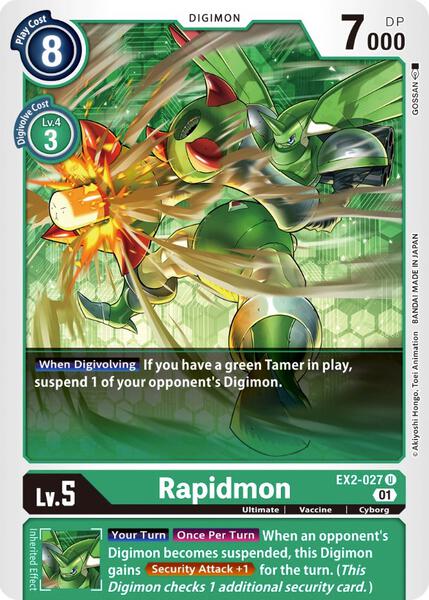 DIGIMON
Play Cost
8
DP
7000
Digivolve Cost
Lv.4
3
GOSSAN
© Akiyoshi Hongo, Toei Animation BANDAI MADE IN JAPAN
When Digivolving If you have a green Tamer in play,
suspend 1 of your opponent's Digimon.
EX2-027 U
Lv.5
Rapidmon
01
Ultimate | Vaccine | Cyborg
Inherited Effect
Your Turn Once Per Turn When an opponent's
Digimon becomes suspended, this Digimon
gains Security Attack +1 for the turn. (This
Digimon checks 1 additional security card.)